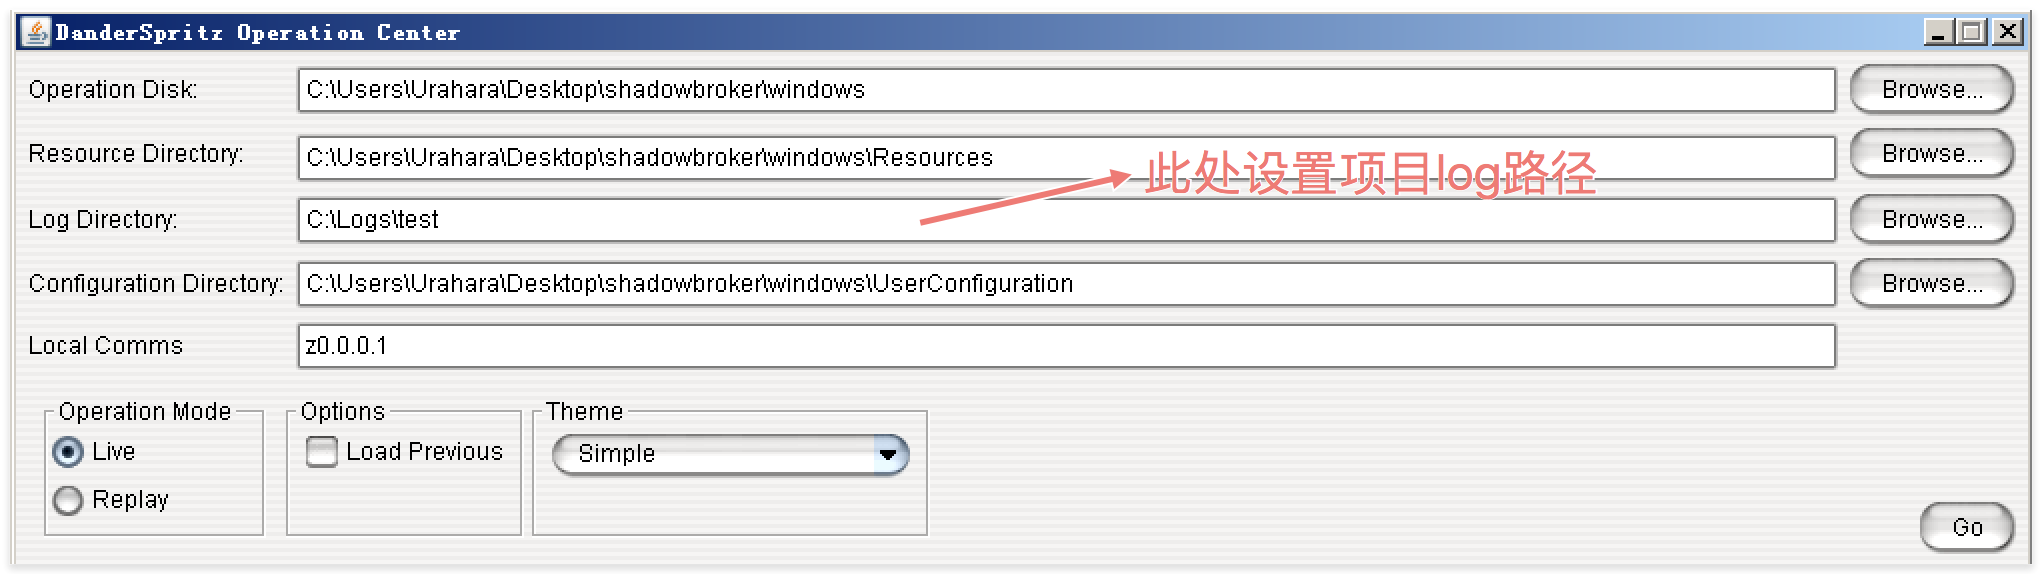 DanderSpritz Operation Center
Operation Disk: C:\Users\Urahara\Desktop\shadowbroker\windows Browse...
Resource Directory: C:\Users\Urahara\Desktop\shadowbroker\windows\Resources Browse...
此处设置项目log路径
Log Directory: C:\Logs\test Browse...
Configuration Directory: C:\Users\Urahara\Desktop\shadowbroker\windows\UserConfiguration Browse...
Local Comms z0.0.0.1
Operation Mode Options Theme
Live Load Previous Simple
Replay
Go